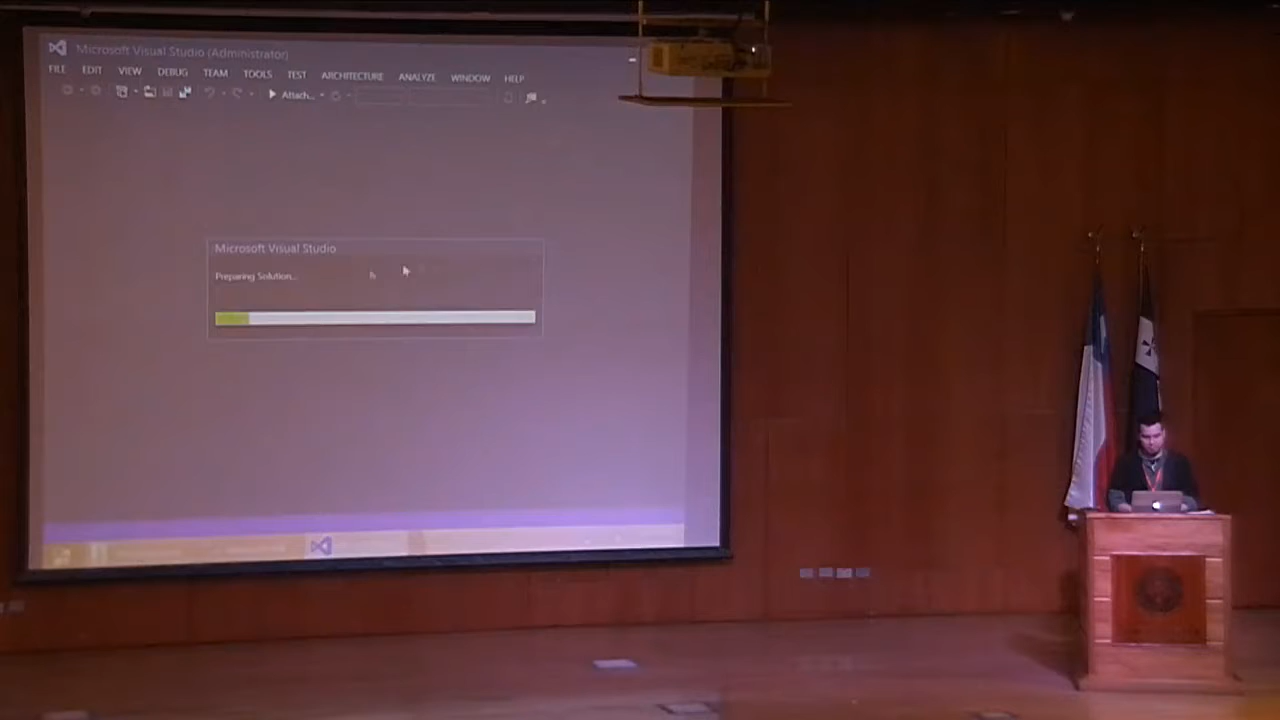 Microsoft Visual Studio (Administrator)
FILE EDIT VIEW DEBUG TEAM TOOLS TEST ARCHITECTURE ANALYZE WINDOW HELP
Attach...
Microsoft Visual Studio
Preparing Solution...